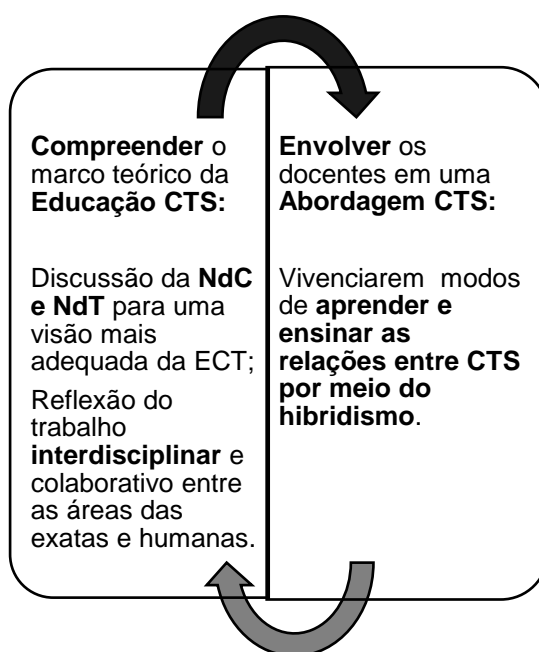 Compreender o
marco teórico da
Educação CTS:
Discussão da NdC
e NdT para uma
visão mais
adequada da ECT;
Reflexão do
trabalho
interdisciplinar e
colaborativo entre
as áreas das
exatas e humanas.
Envolver os
docentes em uma
Abordagem CTS:
Vivenciarem modos
de aprender e
ensinar as
relações entre CTS
por meio do
hibridismo.